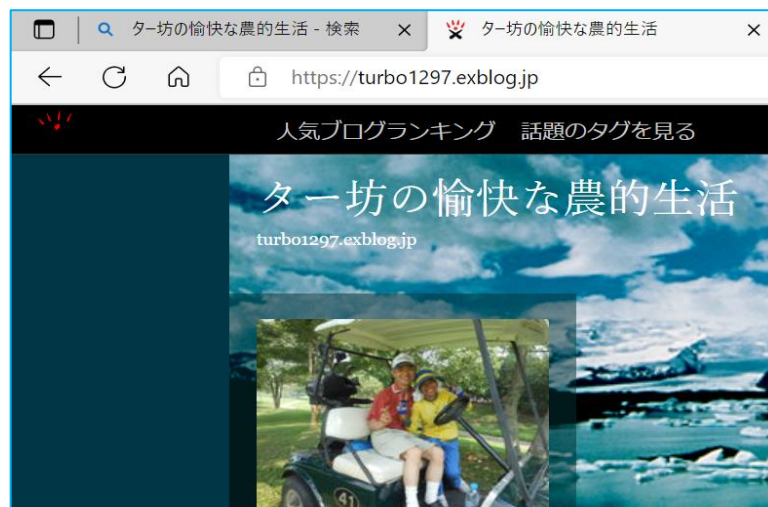 ター坊の愉快な農的生活 - 検索
ター坊の愉快な農的生活
https://turbo1297.exblog.jp
人気ブログランキング 話題のタグを見る
ター坊の愉快な農的生活
turbo1297.exblog.jp
41